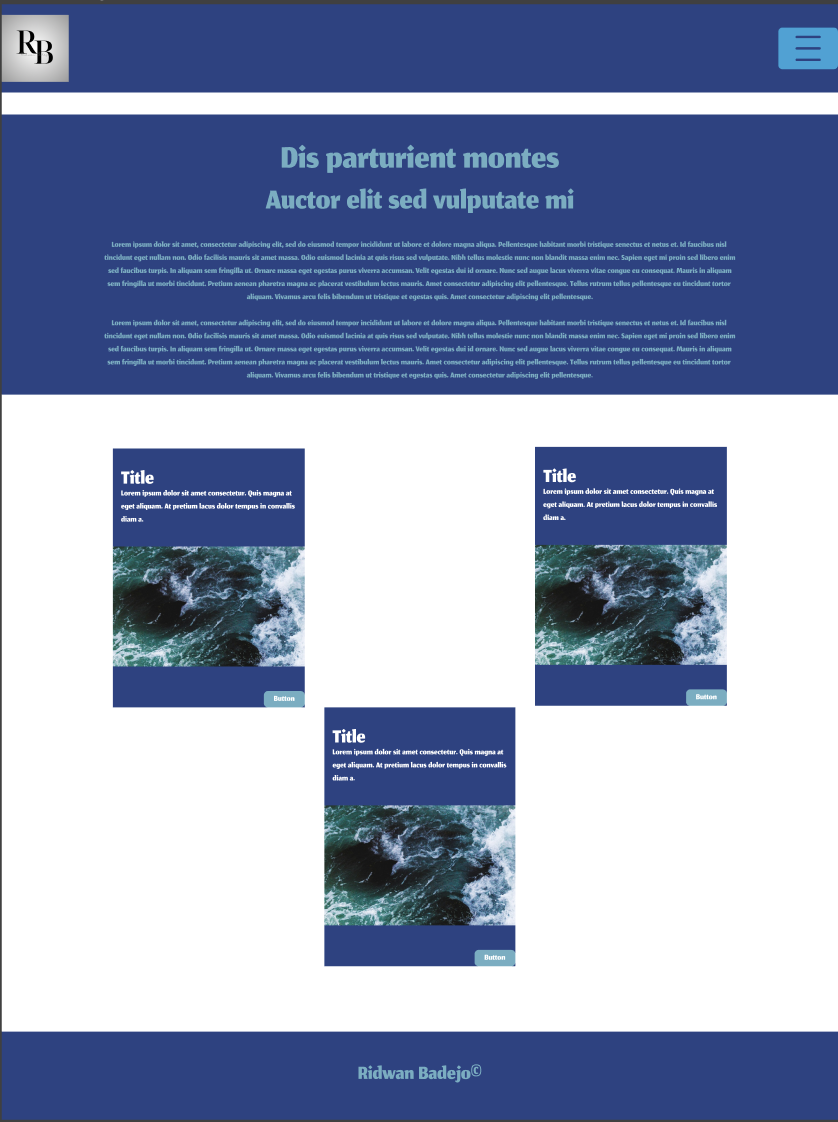 RB
Dis parturient montes
Auctor elit sed vulputate mi
Lorem ipsum dolor sit amet, consectetur adipiscing elit, sed do eiusmod tempor incididunt ut labore et dolore magna aliqua. Pellentesque habitant morbi tristique senectus et netus et. Id faucibus nisl
tincidunt eget nullam non. Odio facilisis mauris sit amet massa. Odio euismod lacinia at quis risus sed vulputate. Nibh tellus molestie nunc non blandit massa enim nec. Sapien eget mi proin sed libero enim
sed faucibus turpis. In aliquam sem fringilla ut. Ornare massa eget egestas purus viverra accumsan. Velit egestas dui id ornare. Nunc sed augue lacus viverra vitae congue eu consequat. Mauris in aliquam
sem fringilla ut morbi tincidunt. Pretium aenean pharetra magna ac placerat vestibulum lectus mauris. Amet consectetur adipiscing elit pellentesque. Tellus rutrum tellus pellentesque eu tincidunt tortor
aliquam. Vivamus arcu felis bibendum ut tristique et egestas quis. Amet consectetur adipiscing elit pellentesque.
Lorem ipsum dolor sit amet, consectetur adipiscing elit, sed do eiusmod tempor incididunt ut labore et dolore magna aliqua. Pellentesque habitant morbi tristique senectus et netus et. Id faucibus nisl
tincidunt eget nullam non. Odio facilisis mauris sit amet massa. Odio euismod lacinia at quis risus sed vulputate. Nibh tellus molestie nunc non blandit massa enim nec. Sapien eget mi proin sed libero enim
sed faucibus turpis. In aliquam sem fringilla ut. Ornare massa eget egestas purus viverra accumsan. Velit egestas dui id ornare. Nunc sed augue lacus viverra vitae congue eu consequat. Mauris in aliquam
sem fringilla ut morbi tincidunt. Pretium aenean pharetra magna ac placerat vestibulum lectus mauris. Amet consectetur adipiscing elit pellentesque. Tellus rutrum tellus pellentesque eu tincidunt tortor
aliquam. Vivamus arcu felis bibendum ut tristique et egestas quis. Amet consectetur adipiscing elit pellentesque.
Title
Lorem ipsum dolor sit amet consectetur. Quis magna at
eget aliquam. At pretium lacus dolor tempus in convallis
diam a.
Button
Title
Lorem ipsum dolor sit amet consectetur. Quis magna at
eget aliquam. At pretium lacus dolor tempus in convallis
diam a.
Button
Title
Lorem ipsum dolor sit amet consectetur. Quis magna at
eget aliquam. At pretium lacus dolor tempus in convallis
diam a.
Button
Ridwan Badejo©